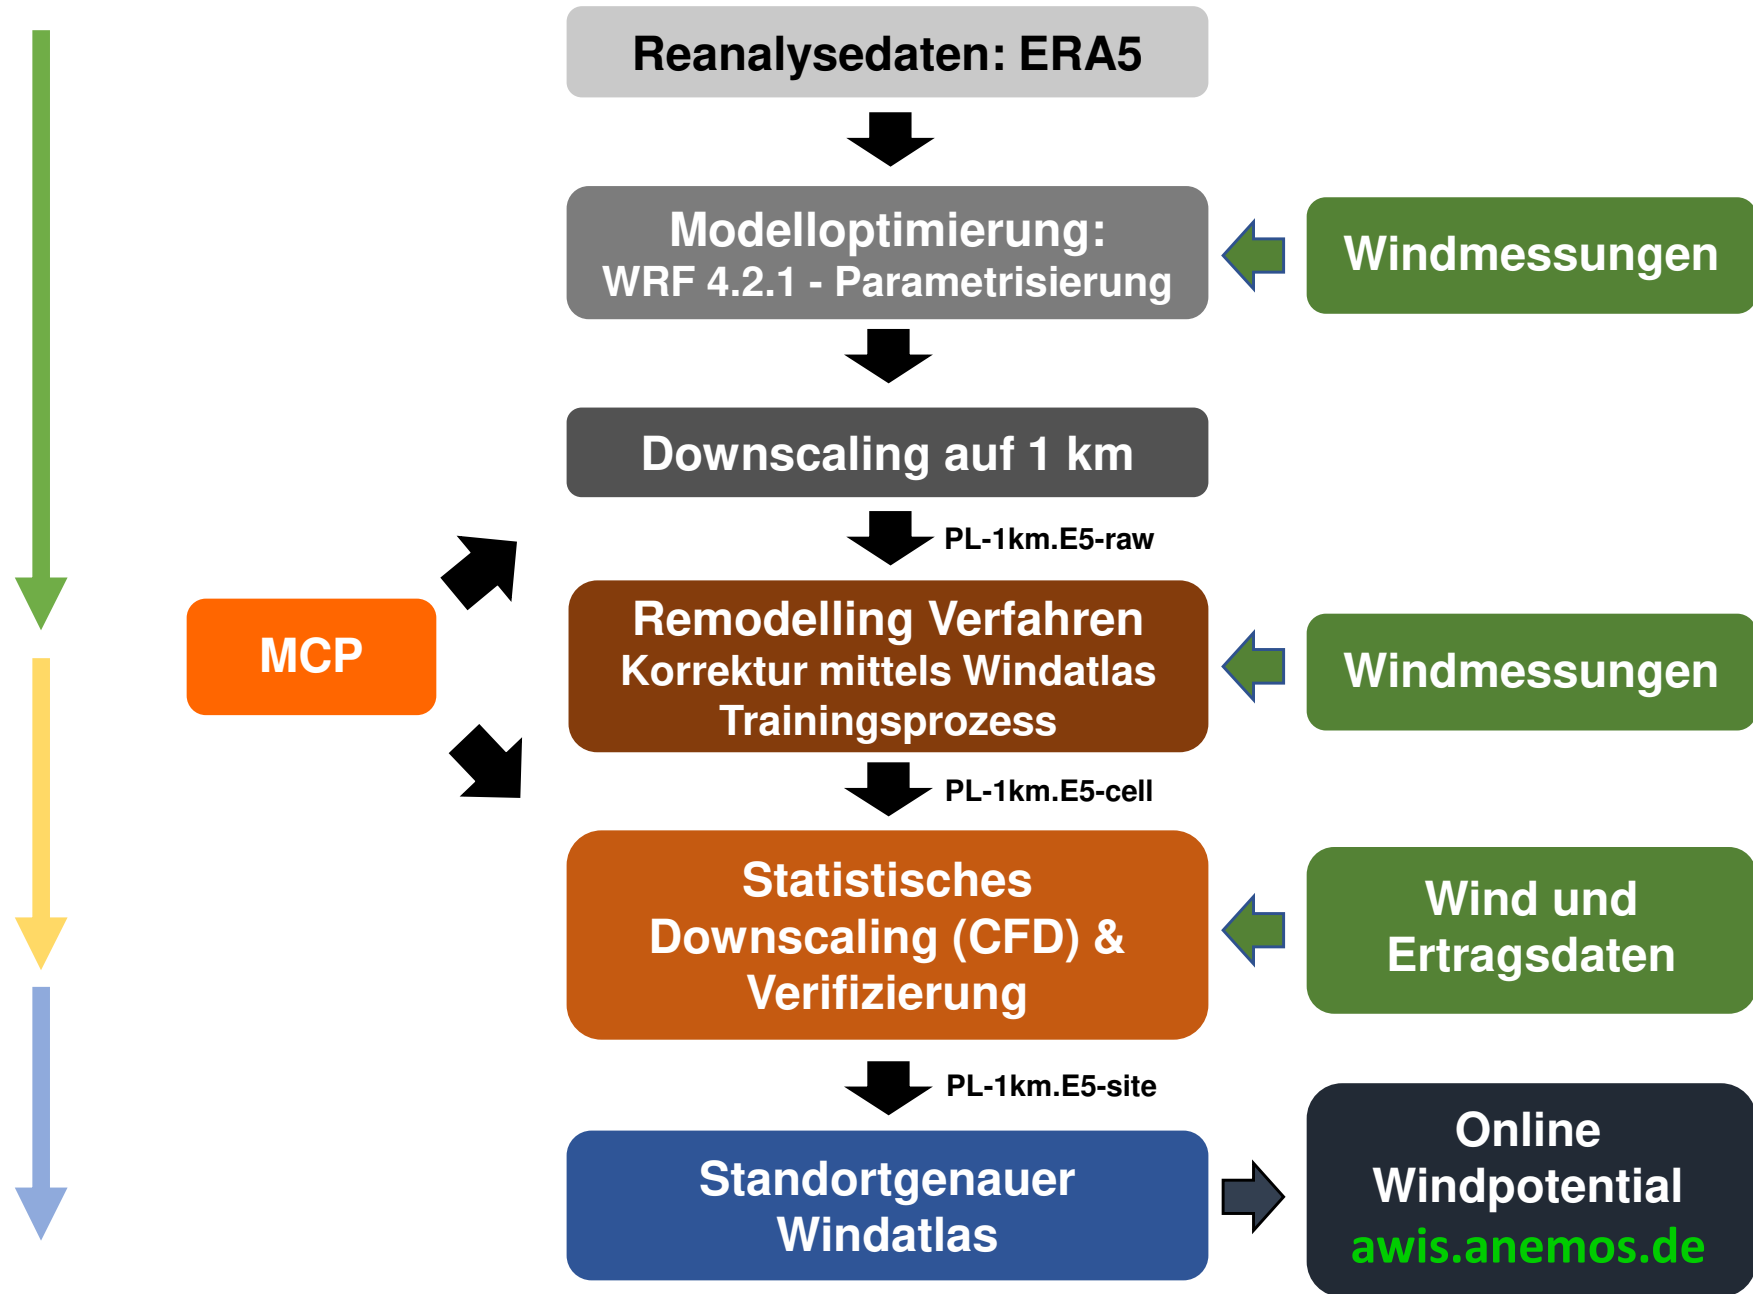 Reanalysedaten: ERA5
Modelloptimierung:
WRF 4.2.1 - Parametrisierung
Windmessungen
Downscaling auf 1 km
PL-1km.E5-raw
MCP
Remodelling Verfahren
Korrektur mittels Windatlas
Trainingsprozess
Windmessungen
PL-1km.E5-cell
Statistisches
Downscaling (CFD) &
Verifizierung
Wind und
Ertragsdaten
PL-1km.E5-site
Standortgenauer
Windatlas
Online
Windpotential
awis.anemos.de